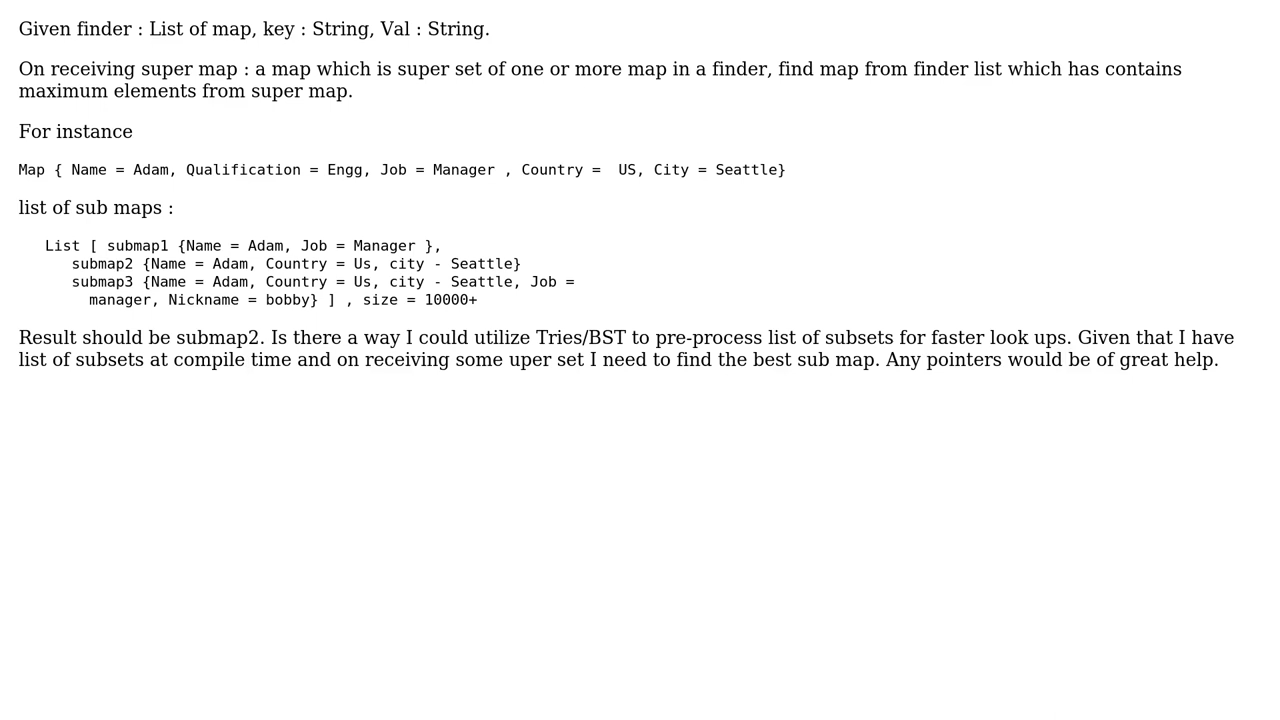 Given finder : List of map, key : String, Val : String.
On receiving super map : a map which is super set of one or more map in a finder, find map from finder list which has contains
maximum elements from super map.
For instance
Map { Name = Adam, Qualification = Engg, Job = Manager , Country =  US, City = Seattle}
list of sub maps :
List [ submap1 {Name = Adam, Job = Manager },
submap2 {Name = Adam, Country = Us, city - Seattle}
submap3 {Name = Adam, Country = Us, city - Seattle, Job =
manager, Nickname = bobby} ] , size = 10000+
Result should be submap2. Is there a way I could utilize Tries/BST to pre-process list of subsets for faster look ups. Given that I have
list of subsets at compile time and on receiving some uper set I need to find the best sub map. Any pointers would be of great help.